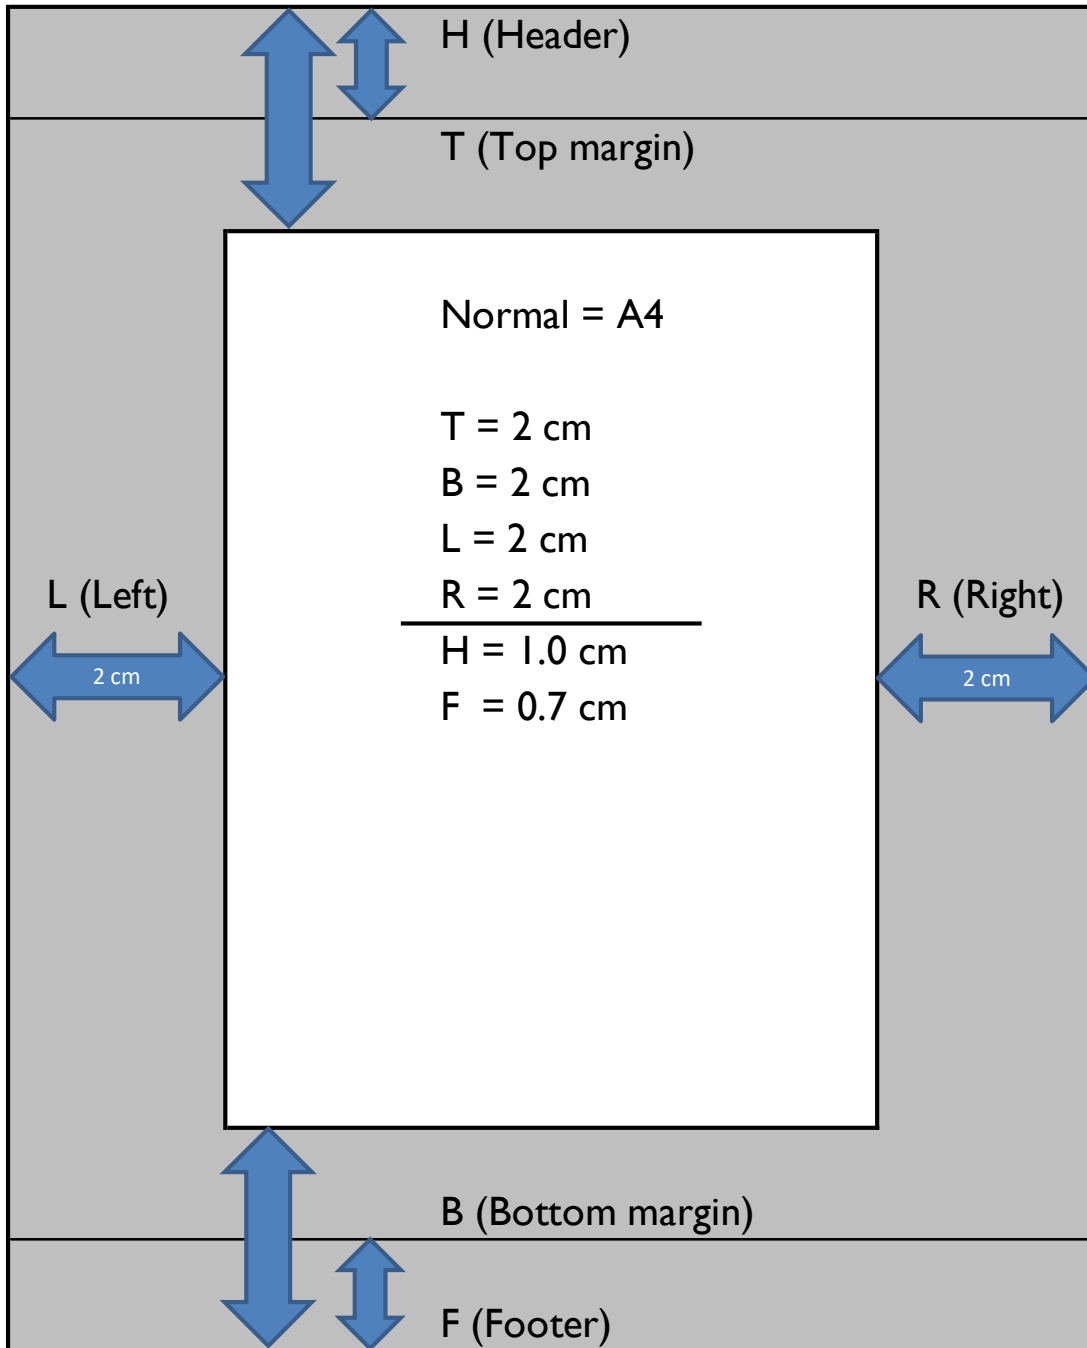 H (Header)
T (Top margin)
Normal = A4
T = 2 cm
B = 2 cm
L = 2 cm
R = 2 cm
L (Left)
R (Right)
H = 1.0 cm
2 cm
2 cm
F = 0.7 cm
B (Bottom margin)
F (Footer)